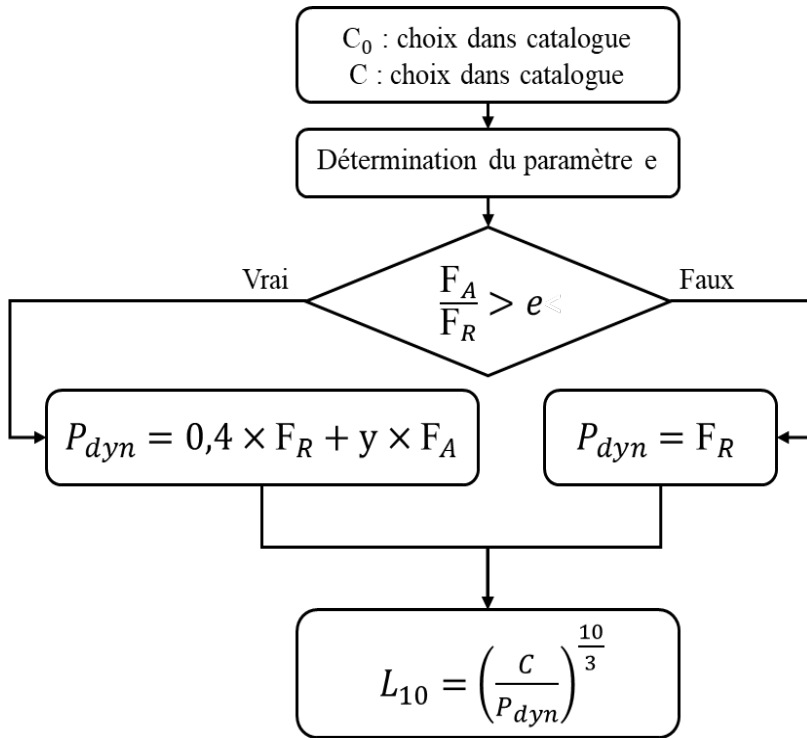 C₀ : choix dans catalogue
C : choix dans catalogue
Détermination du paramètre e
Vrai
F_A/F_R > e <
Faux
P_dyn = 0,4 × F_R + y × F_A
P_dyn = F_R
L₁₀ = (C/P_dyn)^(10/3)